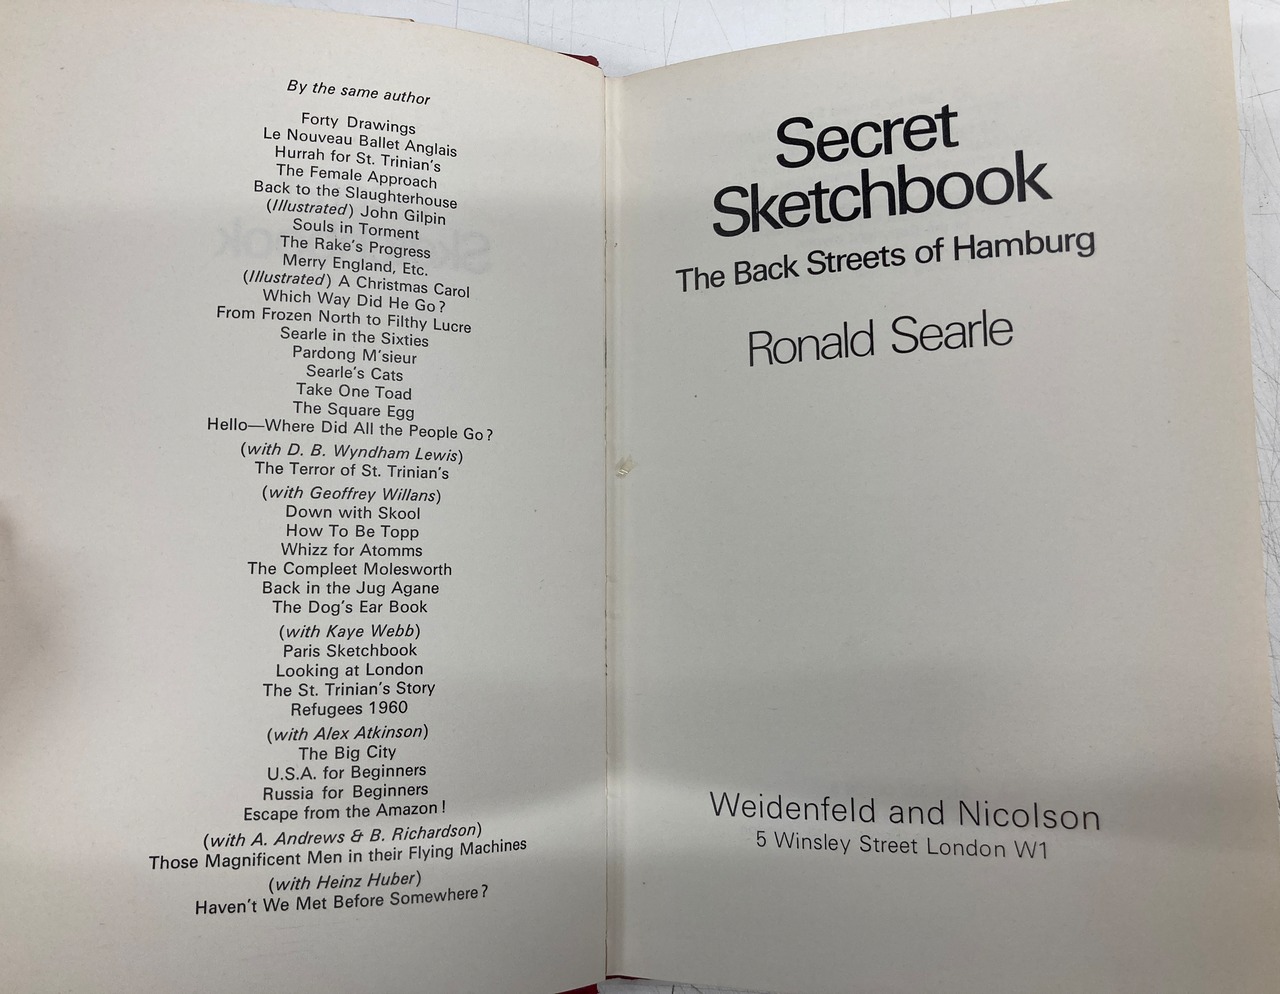 By the same author
Forty Drawings
Le Nouveau Ballet Anglais
Hurrah for St. Trinian's
The Female Approach
Back to the Slaughterhouse
(Illustrated) John Gilpin
Souls in Torment
The Rake's Progress
Merry England, Etc.
(Illustrated) A Christmas Carol
Which Way Did He Go?
From Frozen North to Filthy Lucre
Searle in the Sixties
Pardong M'sieur
Searle's Cats
Take One Toad
The Square Egg
Hello—Where Did All the People Go?
(with D. B. Wyndham Lewis)
The Terror of St. Trinian's
(with Geoffrey Willans)
Down with Skool
How To Be Topp
Whizz for Atomms
The Compleet Molesworth
Back in the Jug Agane
The Dog's Ear Book
(with Kaye Webb)
Paris Sketchbook
Looking at London
The St. Trinian's Story
Refugees 1960
(with Alex Atkinson)
The Big City
U.S.A. for Beginners
Russia for Beginners
Escape from the Amazon!
(with A. Andrews & B. Richardson)
Those Magnificent Men in their Flying Machines
(with Heinz Huber)
Haven't We Met Before Somewhere?
Secret
Sketchbook
The Back Streets of Hamburg
Ronald Searle
Weidenfeld and Nicolson
5 Winsley Street London W1